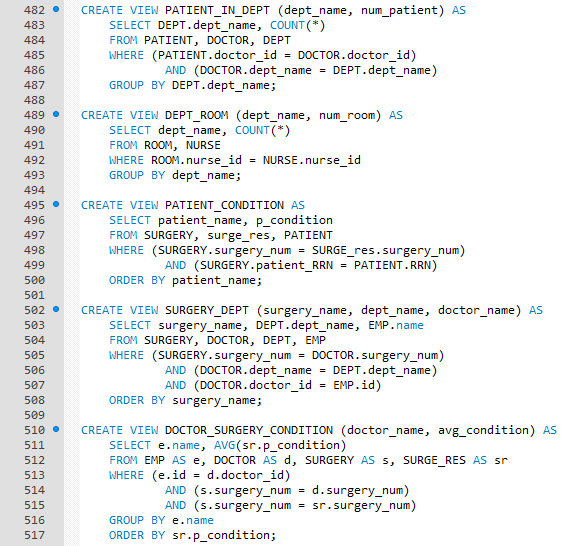 482 CREATE VIEW PATIENT_IN_DEPT (dept_name, num_patient) AS
483 SELECT DEPT.dept_name, COUNT(*)
484 FROM PATIENT, DOCTOR, DEPT
485 WHERE (PATIENT.doctor_id = DOCTOR.doctor_id)
486 AND (DOCTOR.dept_name = DEPT.dept_name)
487 GROUP BY DEPT.dept_name;
488
489 CREATE VIEW DEPT_ROOM (dept_name, num_room) AS
490 SELECT dept_name, COUNT(*)
491 FROM ROOM, NURSE
492 WHERE ROOM.nurse_id = NURSE.nurse_id
493 GROUP BY dept_name;
494
495 CREATE VIEW PATIENT_CONDITION AS
496 SELECT patient_name, p_condition
497 FROM SURGERY, surge_res, PATIENT
498 WHERE (SURGERY.surgery_num = SURGE_res.surgery_num)
499 AND (SURGERY.patient_RRN = PATIENT.RRN)
500 ORDER BY patient_name;
501
502 CREATE VIEW SURGERY_DEPT (surgery_name, dept_name, doctor_name) AS
503 SELECT surgery_name, DEPT.dept_name, EMP.name
504 FROM SURGERY, DOCTOR, DEPT, EMP
505 WHERE (SURGERY.surgery_num = DOCTOR.surgery_num)
506 AND (DOCTOR.dept_name = DEPT.dept_name)
507 AND (DOCTOR.doctor_id = EMP.id)
508 ORDER BY surgery_name;
509
510 CREATE VIEW DOCTOR_SURGERY_CONDITION (doctor_name, avg_condition) AS
511 SELECT e.name, AVG(sr.p_condition)
512 FROM EMP AS e, DOCTOR AS d, SURGERY AS s, SURGE_RES AS sr
513 WHERE (e.id = d.doctor_id)
514 AND (s.surgery_num = d.surgery_num)
515 AND (s.surgery_num = sr.surgery_num)
516 GROUP BY e.name
517 ORDER BY sr.p_condition;